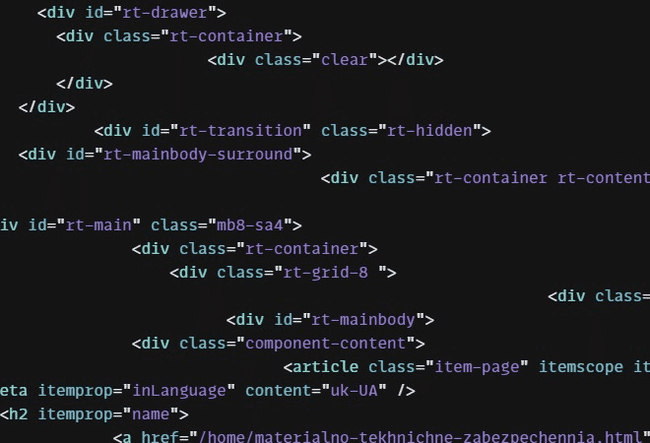 <div id="rt-drawer">
<div class="rt-container">
<div class="clear"></div>
</div>
</div>
<div id="rt-transition" class="rt-hidden">
<div id="rt-mainbody-surround">
<div class="rt-container rt-content
iv id="rt-main" class="mb8-sa4">
<div class="rt-container">
<div class="rt-grid-8 ">
<div class=
<div id="rt-mainbody">
<div class="component-content">
<article class="item-page" itemscope it
eta itemprop="inLanguage" content="uk-UA" />
<h2 itemprop="name">
<a href="/home/materialno-tekhnichne-zabezpechennia.html"